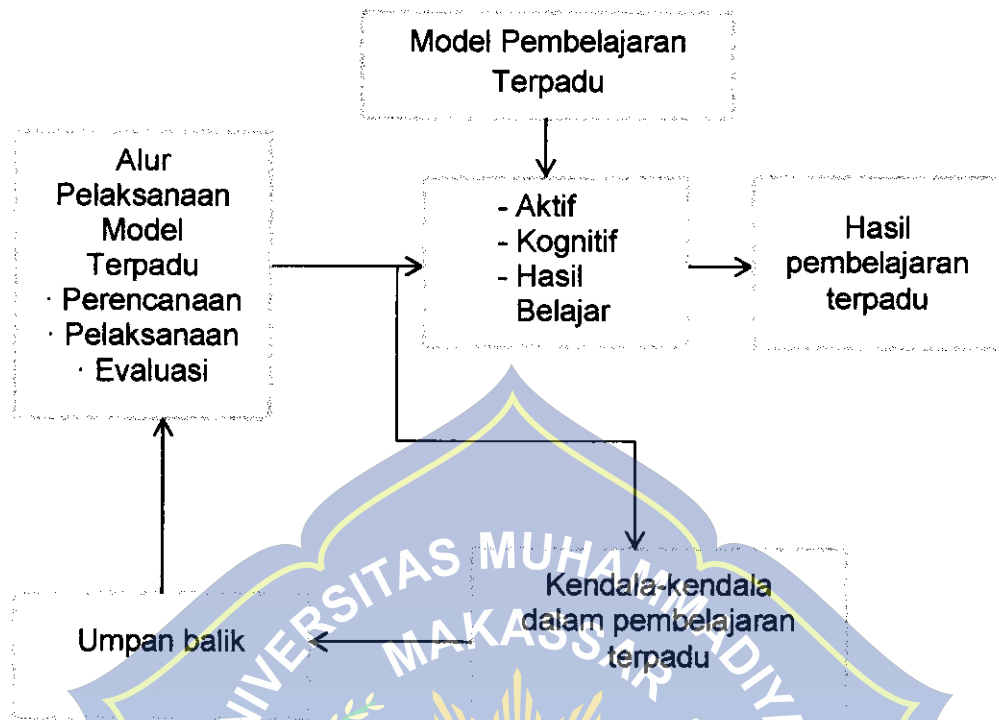 Model Pembelajaran
Terpadu
Alur
Pelaksanaan
Model
Terpadu
· Perencanaan
· Pelaksanaan
· Evaluasi
- Aktif
- Kognitif
- Hasil
Belajar
Hasil
pembelajaran
terpadu
Kendala-kendala
dalam pembelajaran
terpadu
Umpan balik
UNIVERSITAS MUHAMMADIYA
MAKASSAR